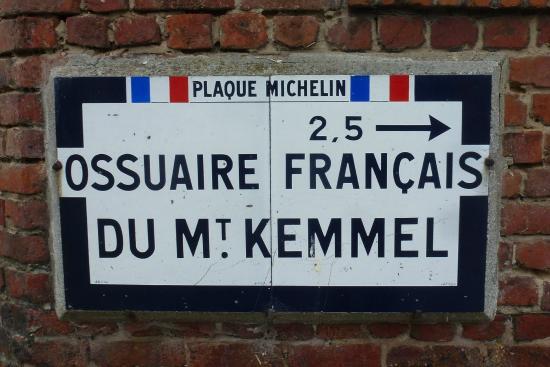 PLAQUE MICHELIN
2,5 →
OSSUAIRE FRANÇAIS
DU MT. KEMMEL